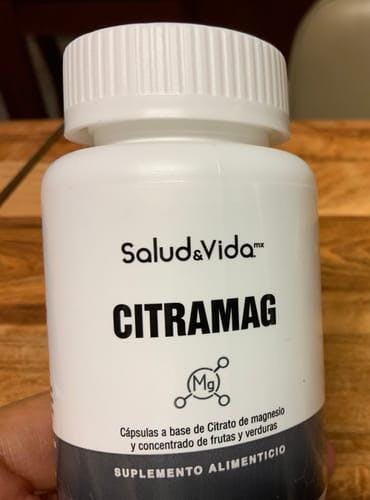 Salud&Vida.mx
CITRAMAG
Mg
Cápsulas a base de Citrato de magnesio
y concentrado de frutas y verduras
SUPLEMENTO ALIMENTICIO